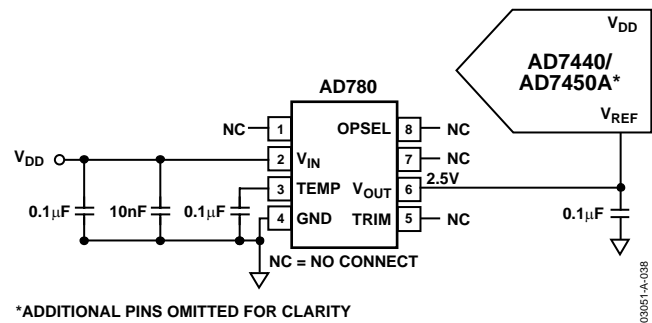 V_DD
AD7440/
AD7450A*
V_REF
AD780
NC
1
OPSEL
8
NC
V_DD
2
V_IN
7
NC
3
TEMP
V_OUT
6
2.5V
0.1μF
10nF
0.1μF
4
GND
TRIM
5
NC
0.1μF
NC = NO CONNECT
*ADDITIONAL PINS OMITTED FOR CLARITY
03051-A-038